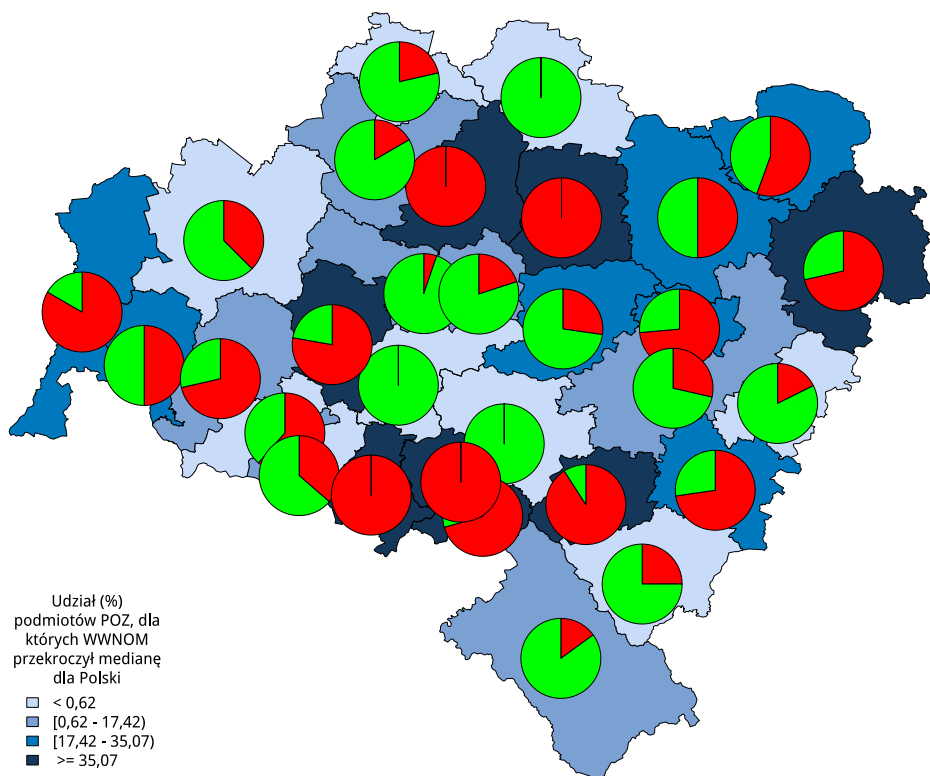 Udział (%)
podmiotów POZ, dla
których WWNOM
przekroczył medianę
dla Polski
< 0,62
[0,62 - 17,42)
[17,42 - 35,07)
>= 35,07